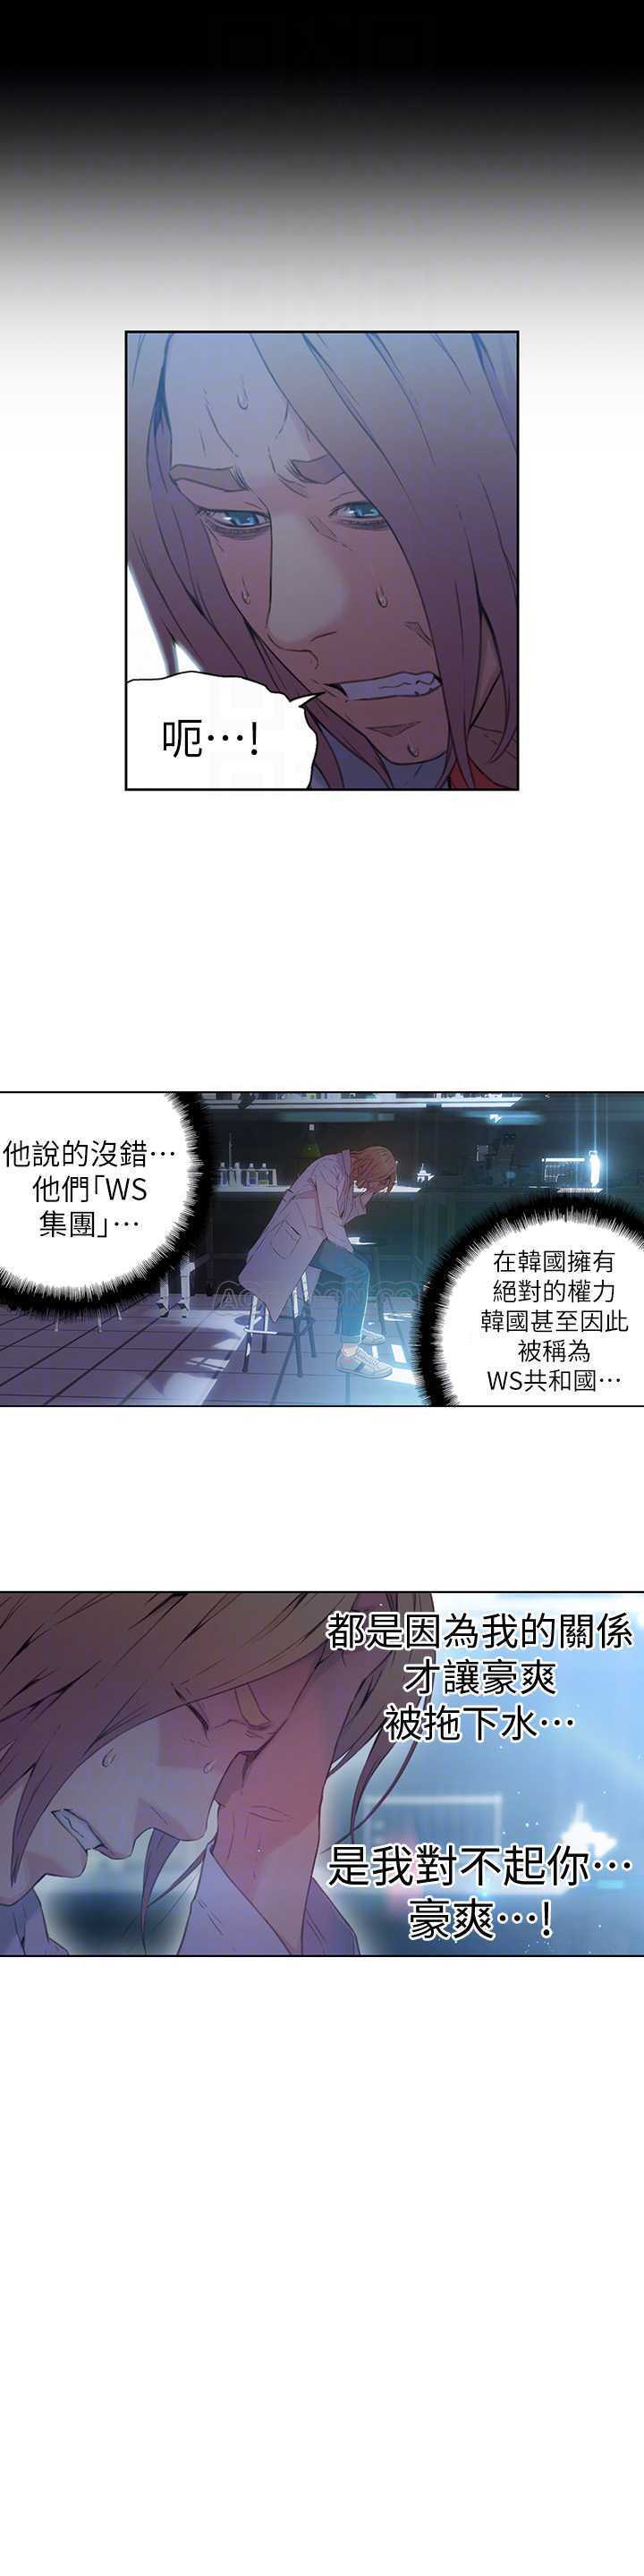 呃…!
他說的沒錯…
他們「WS
集團」…
在韓國擁有
絕對的權力
韓國甚至因此
被稱為
WS共和國…
都是因為我的關係
才讓豪爽
被拖下水…
是我對不起你…
豪爽…!